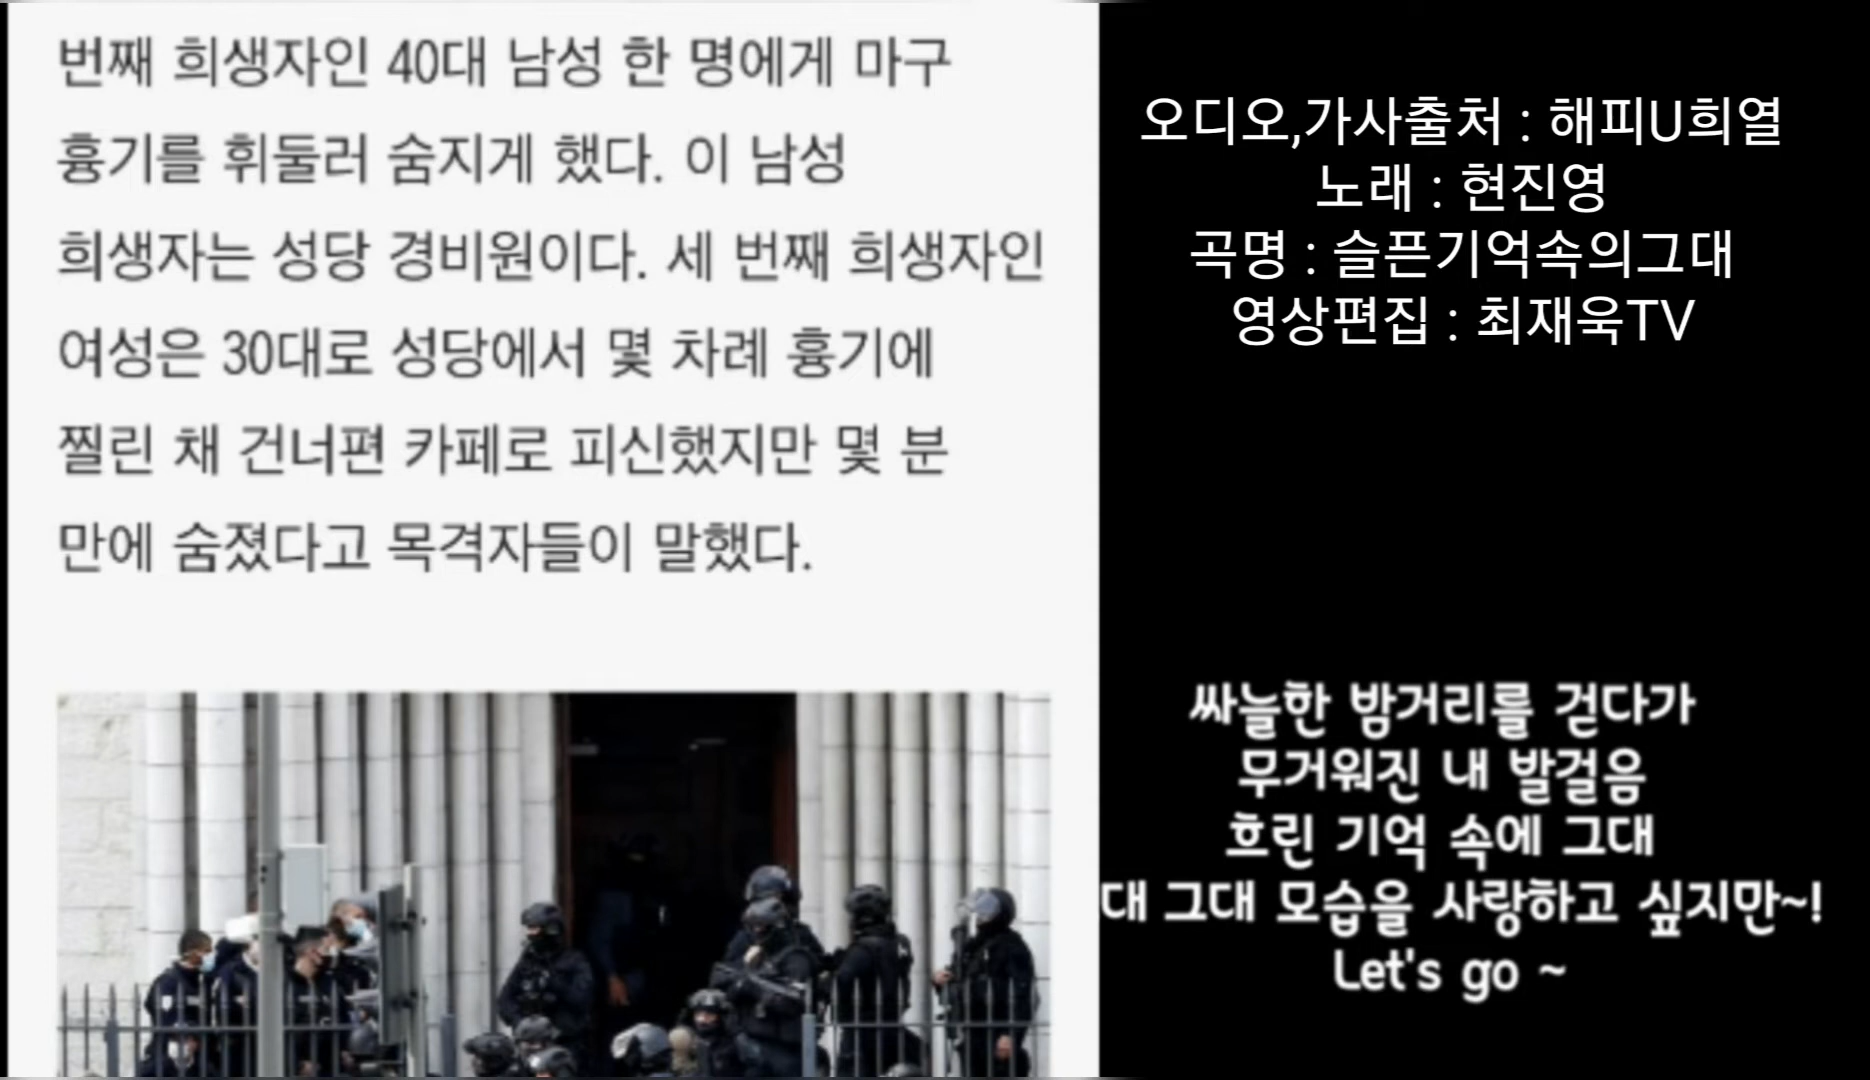 번째 희생자인 40대 남성 한 명에게 마구
흉기를 휘둘러 숨지게 했다. 이 남성
희생자는 성당 경비원이다. 세 번째 희생자인
여성은 30대로 성당에서 몇 차례 흉기에
찔린 채 건너편 카페로 피신했지만 몇 분
만에 숨졌다고 목격자들이 말했다.
오디오,가사출처 : 해피U희열
노래 : 현진영
곡명 : 슬픈기억속의그대
영상편집 : 최재욱TV
싸늘한 밤거리를 걷다가
무거워진 내 발걸음
흐린 기억 속에 그대
대 그대 모습을 사랑하고 싶지만~!
Let's go ~